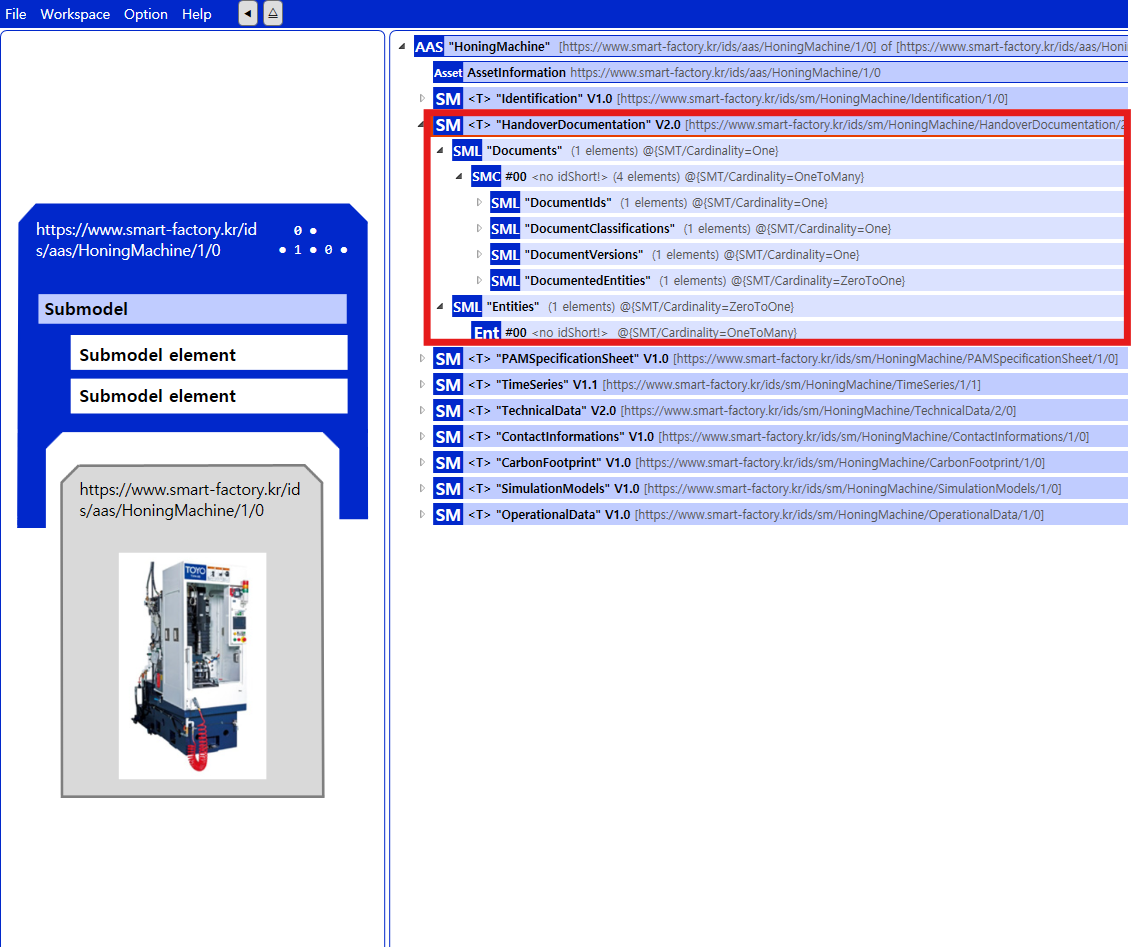 File Workspace Option Help
https://www.smart-factory.kr/id
s/aas/HoningMachine/1/0
0
1 0
Submodel
Submodel element
Submodel element
https://www.smart-factory.kr/id
s/aas/HoningMachine/1/0
TOYO
AAS "HoningMachine" [https://www.smart-factory.kr/ids/aas/HoningMachine/1/0] of [https://www.smart-factory.kr/ids/aas/Honi
Asset AssetInformation https://www.smart-factory.kr/ids/aas/HoningMachine/1/0
SM <T> "Identification" V1.0 [https://www.smart-factory.kr/ids/sm/HoningMachine/Identification/1/0]
SM <T> "HandoverDocumentation" V2.0 [https://www.smart-factory.kr/ids/sm/HoningMachine/HandoverDocumentation/2
SML "Documents" (1 elements) @{SMT/Cardinality=One}
SMC #00 <no idShort!> (4 elements) @{SMT/Cardinality=OneToMany}
SML "DocumentIds" (1 elements) @{SMT/Cardinality=One}
SML "DocumentClassifications" (1 elements) @{SMT/Cardinality=One}
SML "DocumentVersions" (1 elements) @{SMT/Cardinality=One}
SML "DocumentedEntities" (1 elements) @{SMT/Cardinality=ZeroToOne}
SML "Entities" (1 elements) @{SMT/Cardinality=ZeroToOne}
Ent #00 <no idShort!> @{SMT/Cardinality=OneToMany}
SM <T> "PAMSpecificationSheet" V1.0 [https://www.smart-factory.kr/ids/sm/HoningMachine/PAMSpecificationSheet/1/0]
SM <T> "TimeSeries" V1.1 [https://www.smart-factory.kr/ids/sm/HoningMachine/TimeSeries/1/1]
SM <T> "TechnicalData" V2.0 [https://www.smart-factory.kr/ids/sm/HoningMachine/TechnicalData/2/0]
SM <T> "ContactInformations" V1.0 [https://www.smart-factory.kr/ids/sm/HoningMachine/ContactInformations/1/0]
SM <T> "CarbonFootprint" V1.0 [https://www.smart-factory.kr/ids/sm/HoningMachine/CarbonFootprint/1/0]
SM <T> "SimulationModels" V1.0 [https://www.smart-factory.kr/ids/sm/HoningMachine/SimulationModels/1/0]
SM <T> "OperationalData" V1.0 [https://www.smart-factory.kr/ids/sm/HoningMachine/OperationalData/1/0]